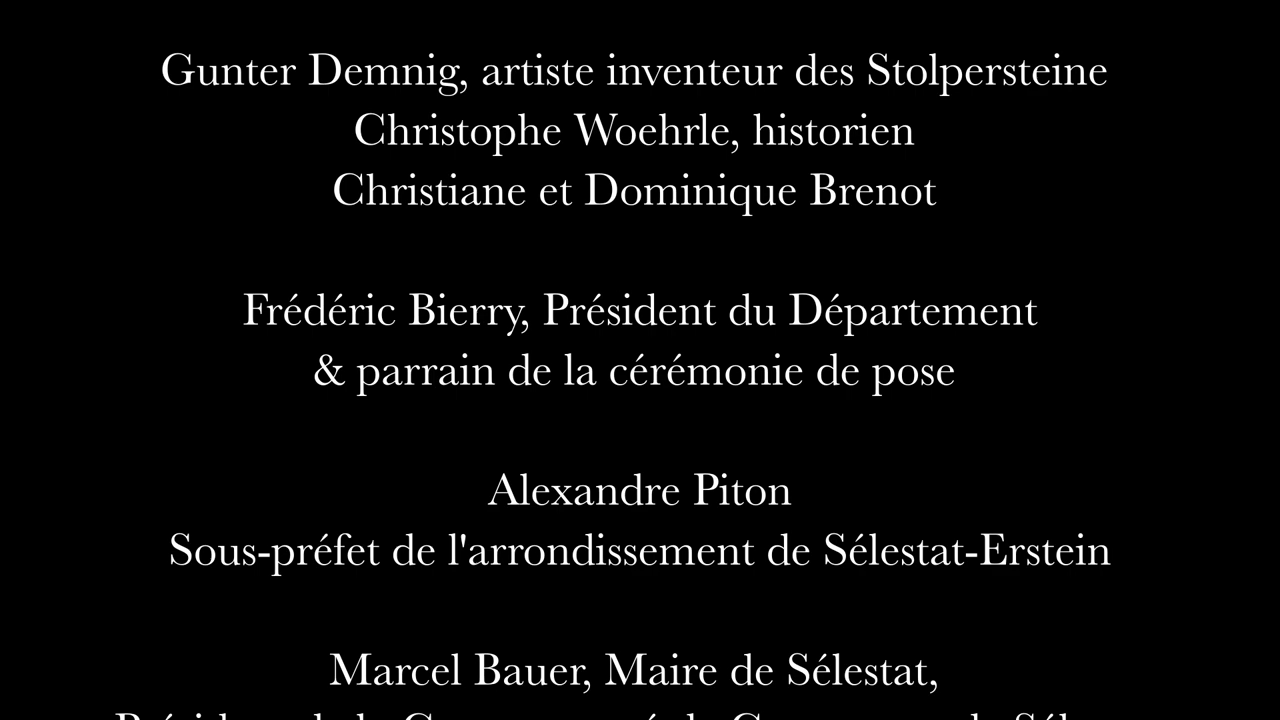 Gunter Demnig, artiste inventeur des Stolpersteine
Christophe Woehrle, historien
Christiane et Dominique Brenot
Frédéric Bierry, Président du Département
& parrain de la cérémonie de pose
Alexandre Piton
Sous-préfet de l'arrondissement de Sélestat-Erstein
Marcel Bauer, Maire de Sélestat,